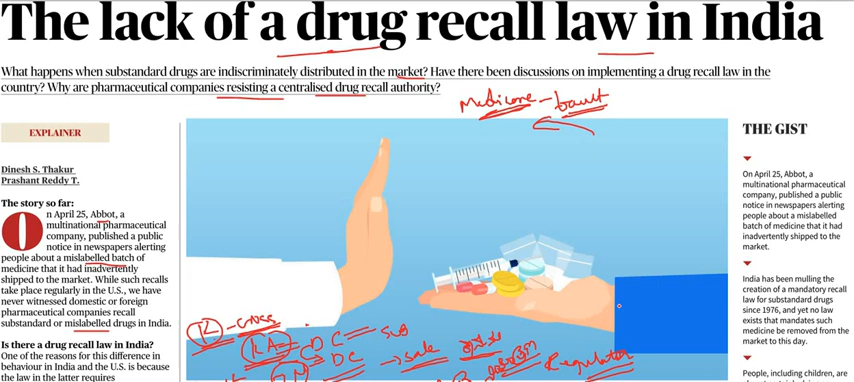 The lack of a drug recall law in India
What happens when substandard drugs are indiscriminately distributed in the market? Have there been discussions on implementing a drug recall law in the
country? Why are pharmaceutical companies resisting a centralised drug recall authority?
EXPLAINER
Dinesh S. Thakur
Prashant Reddy T.
The story so far:
On April 25, Abbot, a
multinational pharmaceutical
company, published a public
notice in newspapers alerting
people about a mislabelled batch of
medicine that it had inadvertently
shipped to the market. While such recalls
take place regularly in the U.S., we have
never witnessed domestic or foreign
pharmaceutical companies recall
substandard or mislabelled drugs in India.
Is there a drug recall law in India?
One of the reasons for this difference in
behaviour in India and the U.S. is because
the law in the latter requires
DC
DC
sale
Regulator
THE GIST
On April 25, Abbot, a
multinational pharmaceutical
company, published a public
notice in newspapers alerting
people about a mislabelled
batch of medicine that it had
inadvertently shipped to the
market.
India has been mulling the
creation of a mandatory recall
law for substandard drugs
since 1976, and yet no law
exists that mandates such
medicine be removed from the
market to this day.
People, including children, are